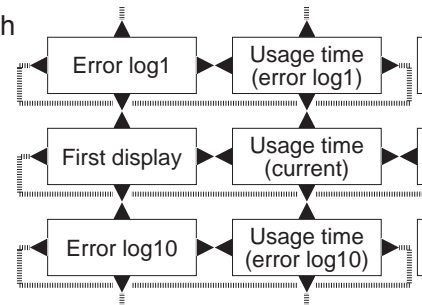 h
Error log1
Usage time
(error log1)
First display
Usage time
(current)
Error log10
Usage time
(error log10)